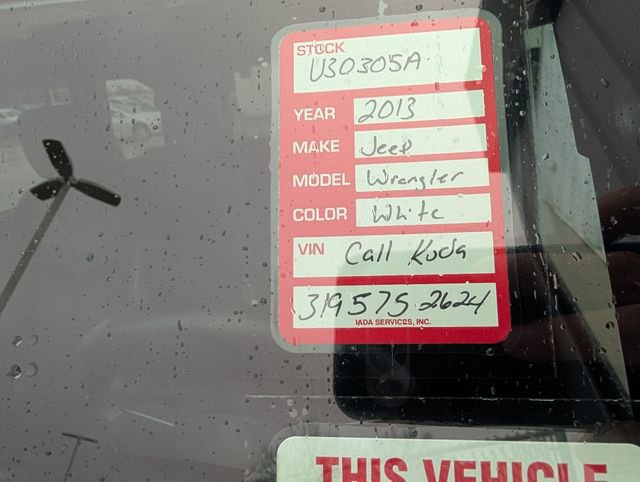 STOCK
U30305A
YEAR 2013
MAKE Jeep
MODEL Wrangler
COLOR White
VIN Call Kuda
319 575 2624
IADA SERVICES, INC.
THIS VEHICLE